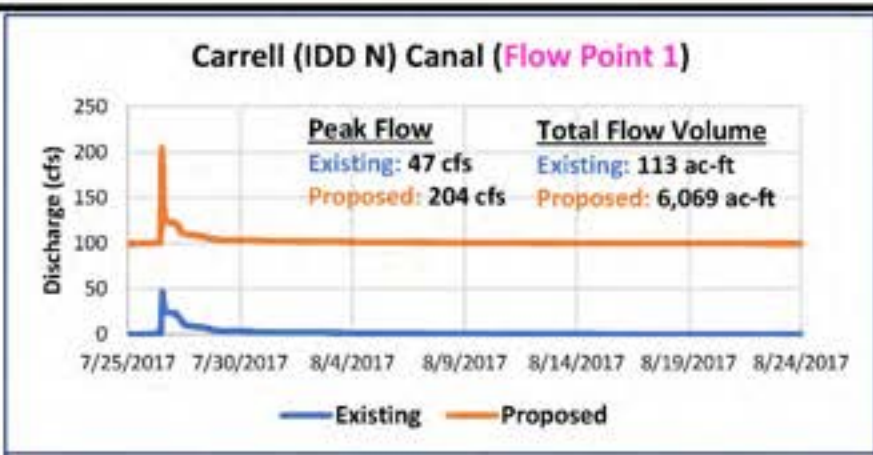 Carrell (IDD N) Canal (Flow Point 1)
Discharge (cfs)
250
200
150
100
50
0
Peak Flow
Existing: 47 cfs
Proposed: 204 cfs
Total Flow Volume
Existing: 113 ac-ft
Proposed: 6,069 ac-ft
7/25/2017 7/30/2017 8/4/2017 8/9/2017 8/14/2017 8/19/2017 8/24/2017
Existing Proposed